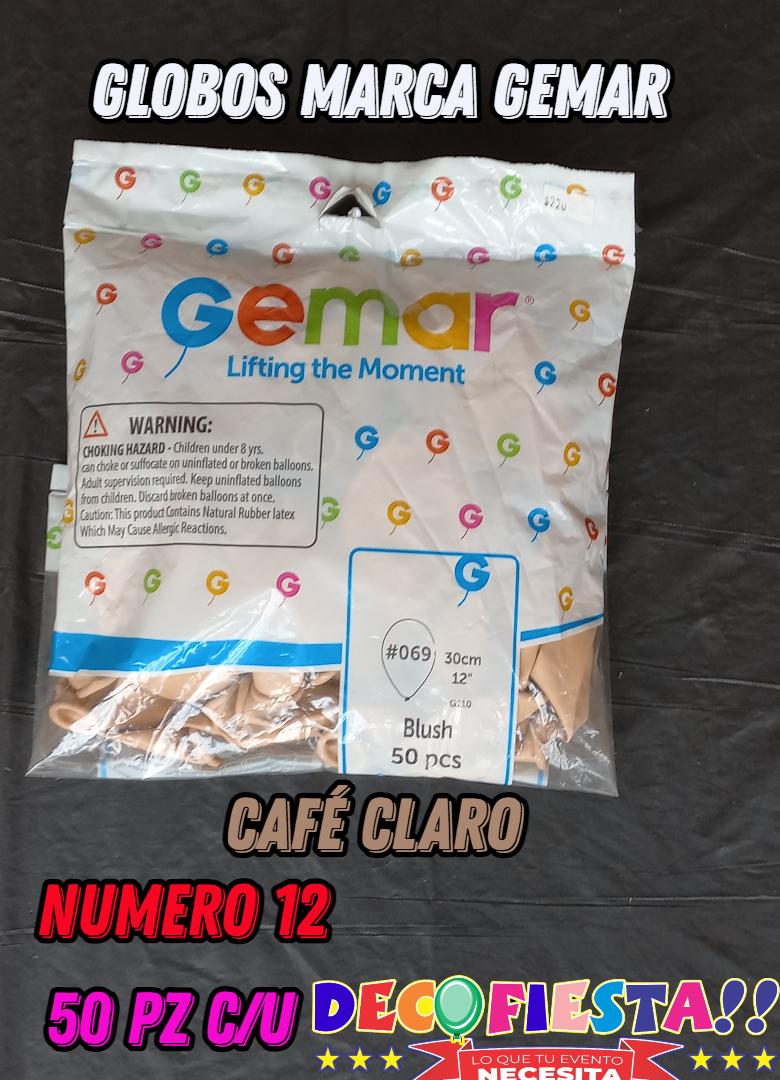 GLOBOS MARCA GEMAR
$220
Gemar®
Lifting the Moment
WARNING:
CHOKING HAZARD - Children under 8 yrs.
can choke or suffocate on uninflated or broken balloons.
Adult supervision required. Keep uninflated balloons
from children. Discard broken balloons at once.
Caution: This product Contains Natural Rubber latex
Which May Cause Allergic Reactions.
#069
30cm
12"
G110
Blush
50 pcs
CAFÉ CLARO
NUMERO 12
50 PZ C/U
DECOFIESTA!!
LO QUE TU EVENTO
NECESITA